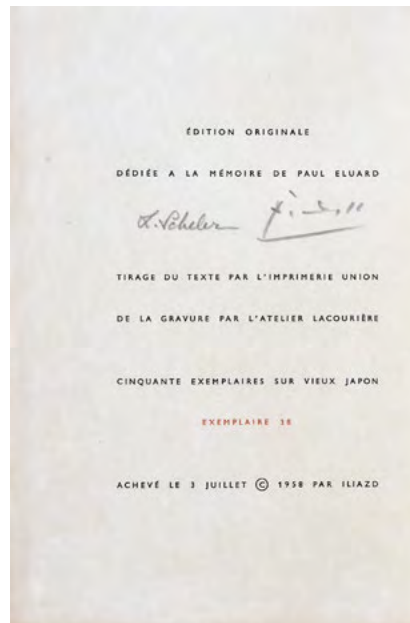 ÉDITION ORIGINALE
DÉDIÉE A LA MÉMOIRE DE PAUL ELUARD
L. Scheler
TIRAGE DU TEXTE PAR L'IMPRIMERIE UNION
DE LA GRAVURE PAR L'ATELIER LACOURIÈRE
CINQUANTE EXEMPLAIRES SUR VIEUX JAPON
EXEMPLAIRE
ACHEVÉ LE 3 JUILLET © 1958 PAR ILIAZD